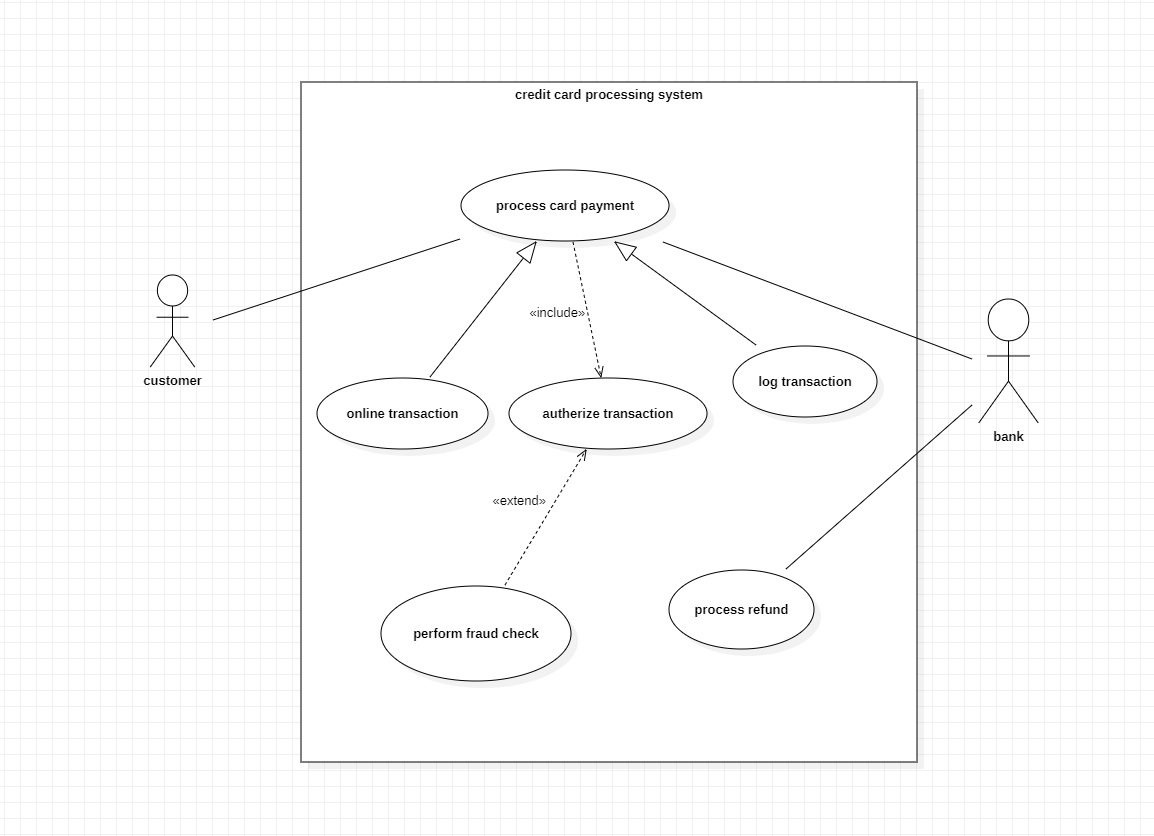 credit card processing system
process card payment
«include»
customer
online transaction
autherize transaction
log transaction
bank
«extend»
perform fraud check
process refund